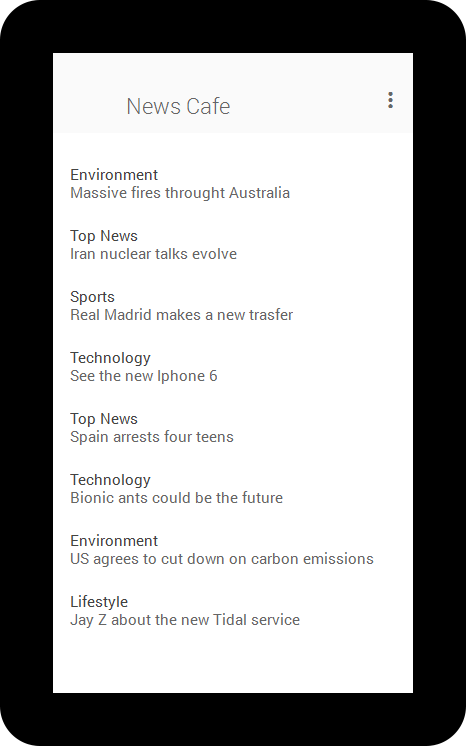 News Cafe
Environment
Massive fires throught Australia
Top News
Iran nuclear talks evolve
Sports
Real Madrid makes a new trasfer
Technology
See the new Iphone 6
Top News
Spain arrests four teens
Technology
Bionic ants could be the future
Environment
US agrees to cut down on carbon emissions
Lifestyle
Jay Z about the new Tidal service